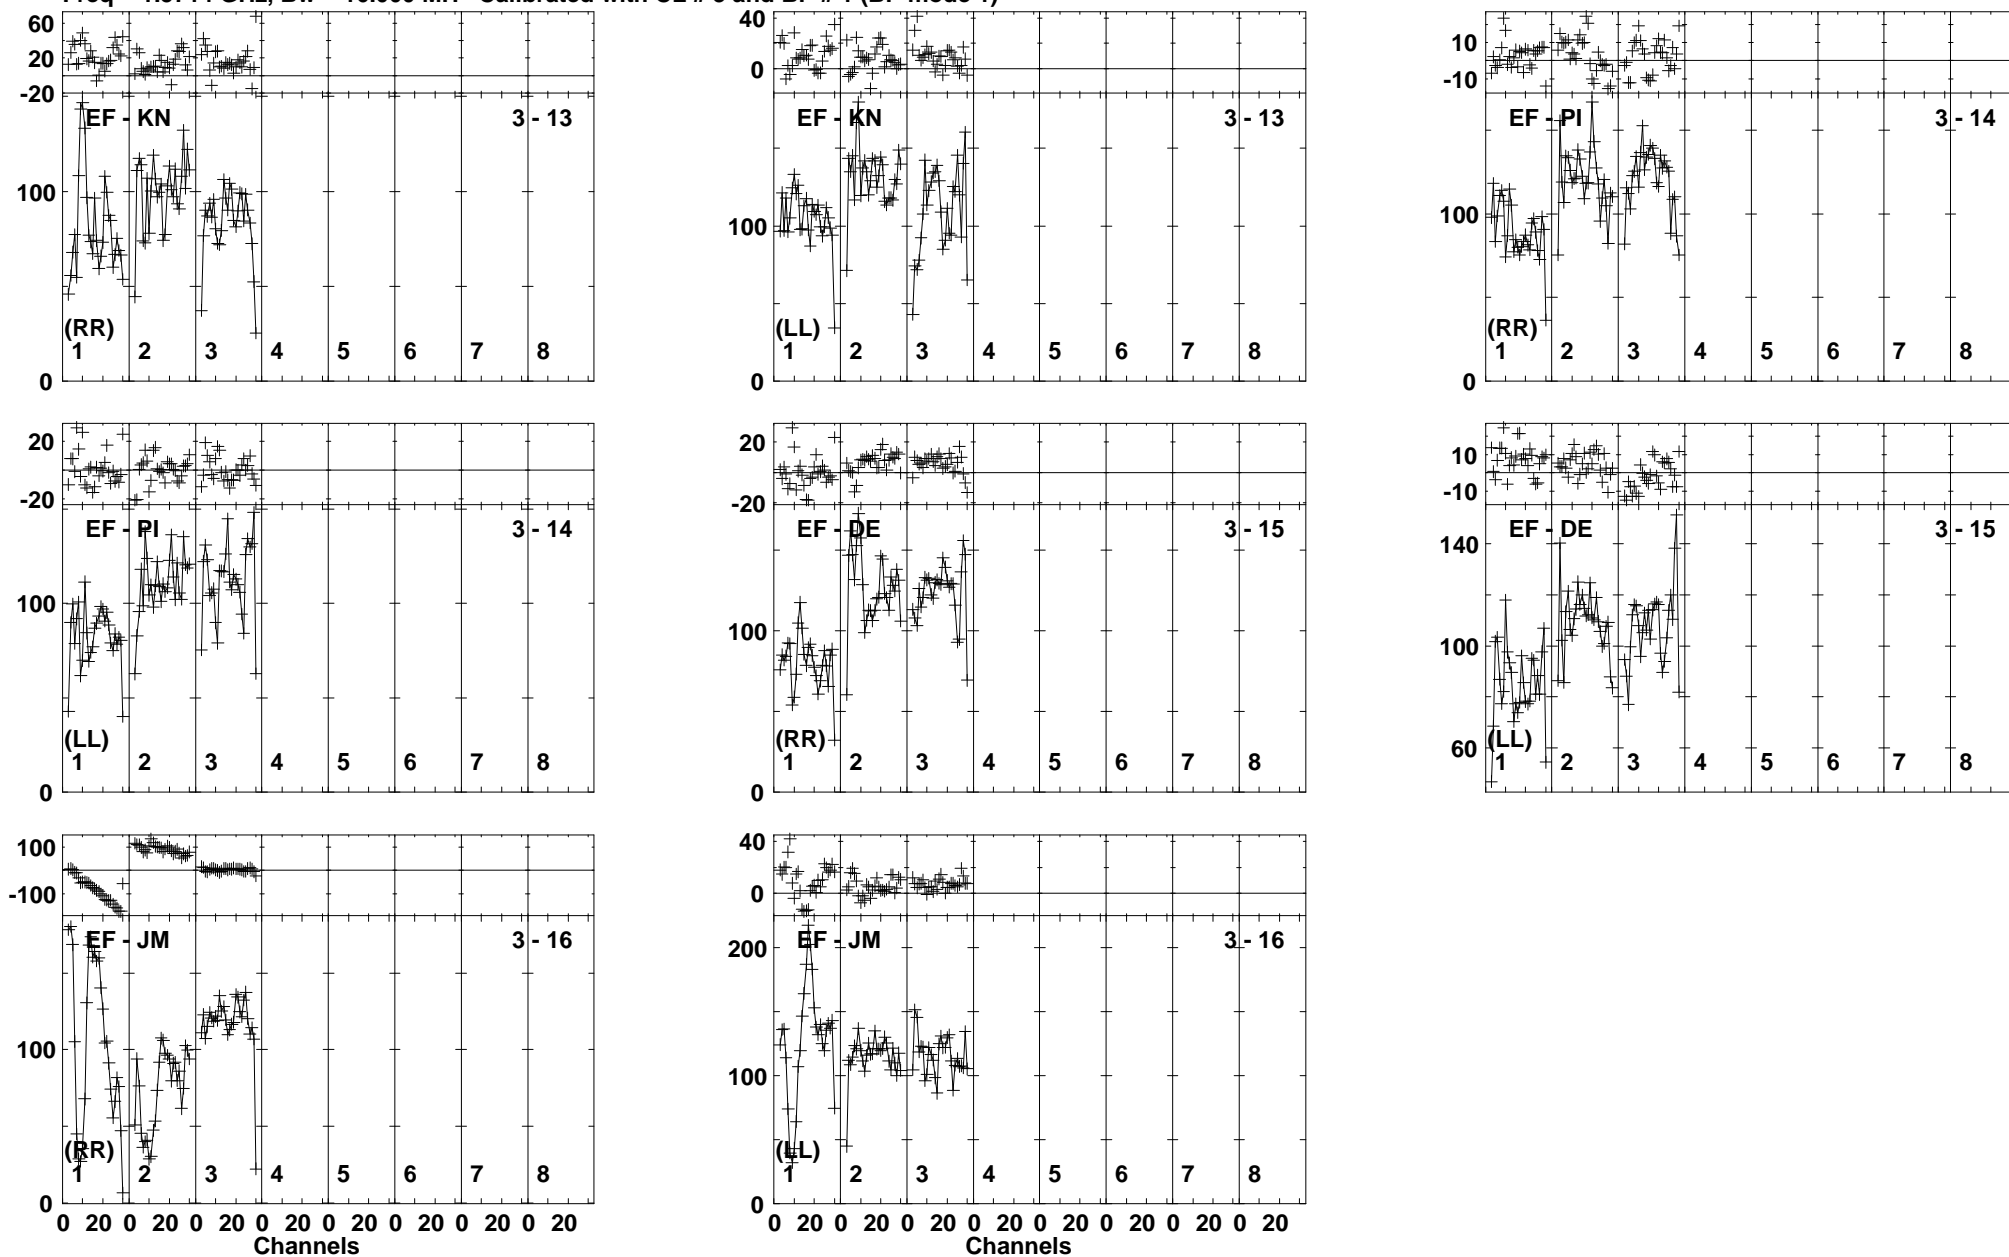 60 20 -20
EF - KN 3 - 13
100
(RR)
1 2 3 4 5 6 7 8
0
40 0
EF - KN 3 - 13
100
(LL)
1 2 3 4 5 6 7 8
0
10 -10
EF - PI 3 - 14
100
(RR)
1 2 3 4 5 6 7 8
0
20 -20
EF - PI 3 - 14
100
(LL)
1 2 3 4 5 6 7 8
0
20 -20
EF - DE 3 - 15
100
(RR)
1 2 3 4 5 6 7 8
0
10 -10
EF - DE 3 - 15
140
100
60
(LL)
1 2 3 4 5 6 7 8
100 -100
EF - JM 3 - 16
100
(RR)
1 2 3 4 5 6 7 8
0
0 20 0 20 0 20 0 20 0 20 0 20 0 20 0 20
Channels
40 0
EF - JM 3 - 16
200
100
(LL)
1 2 3 4 5 6 7 8
0
0 20 0 20 0 20 0 20 0 20 0 20 0 20 0 20
Channels